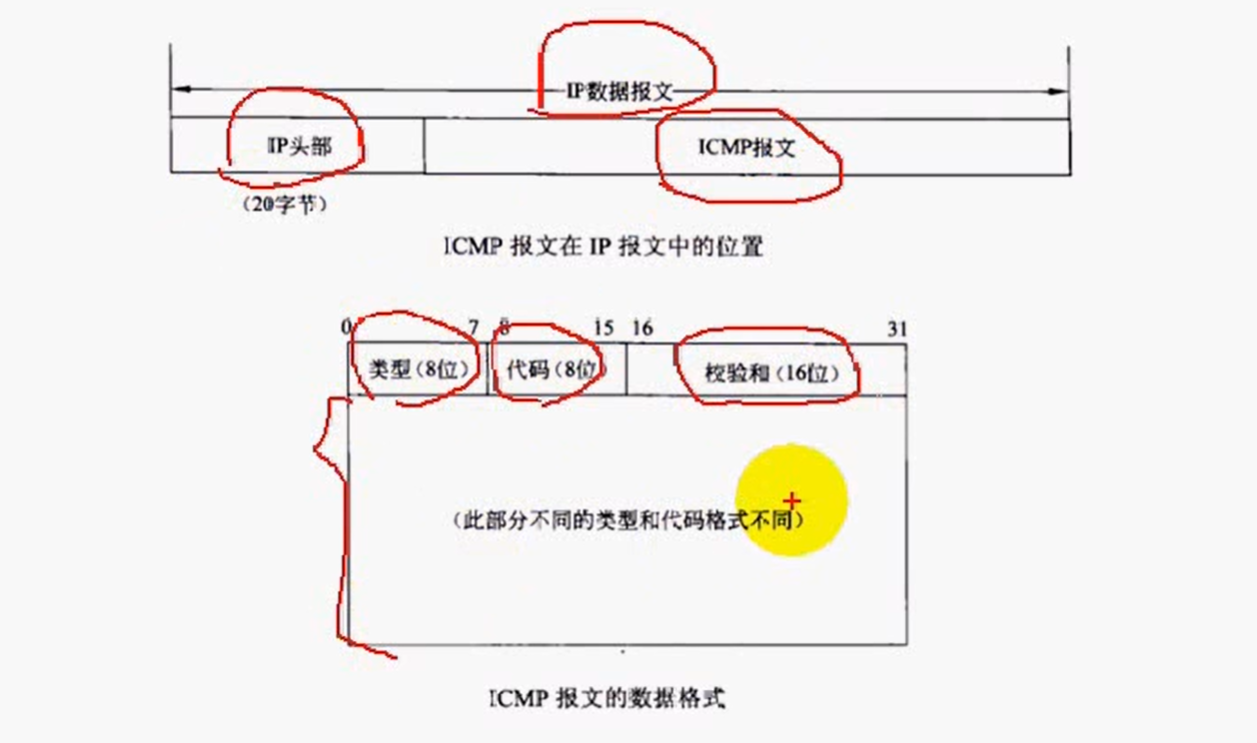 IP数据报文
IP头部
ICMP报文
（20字节）
ICMP 报文在 IP 报文中的位置
0 7 8 15 16 31
类型（8位） 代码（8位） 校验和（16位）
（此部分不同的类型和代码格式不同）
ICMP 报文的数据格式